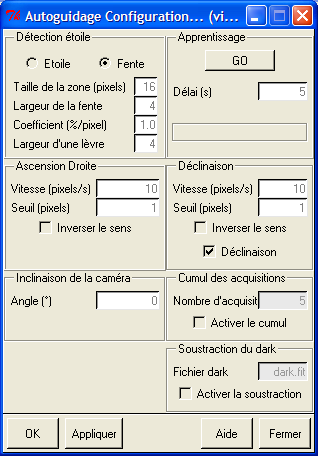 Autoguidage Configuration... (vi...
Détection étoile
Etoile
Fente
Taille de la zone (pixels) 16
Largeur de la fente 4
Coefficient (%/pixel) 1.0
Largeur d'une lèvre 4
Apprentissage
GO
Délai (s) 5
Ascension Droite
Vitesse (pixels/s) 10
Seuil (pixels) 1
Inverser le sens
Déclinaison
Vitesse (pixels/s) 10
Seuil (pixels) 1
Inverser le sens
Déclinaison
Inclinaison de la caméra
Angle (°) 0
Cumul des acquisitions
Nombre d'acquisit 5
Activer le cumul
Soustraction du dark
Fichier dark dark.fit
Activer la soustraction
OK
Appliquer
Aide
Fermer